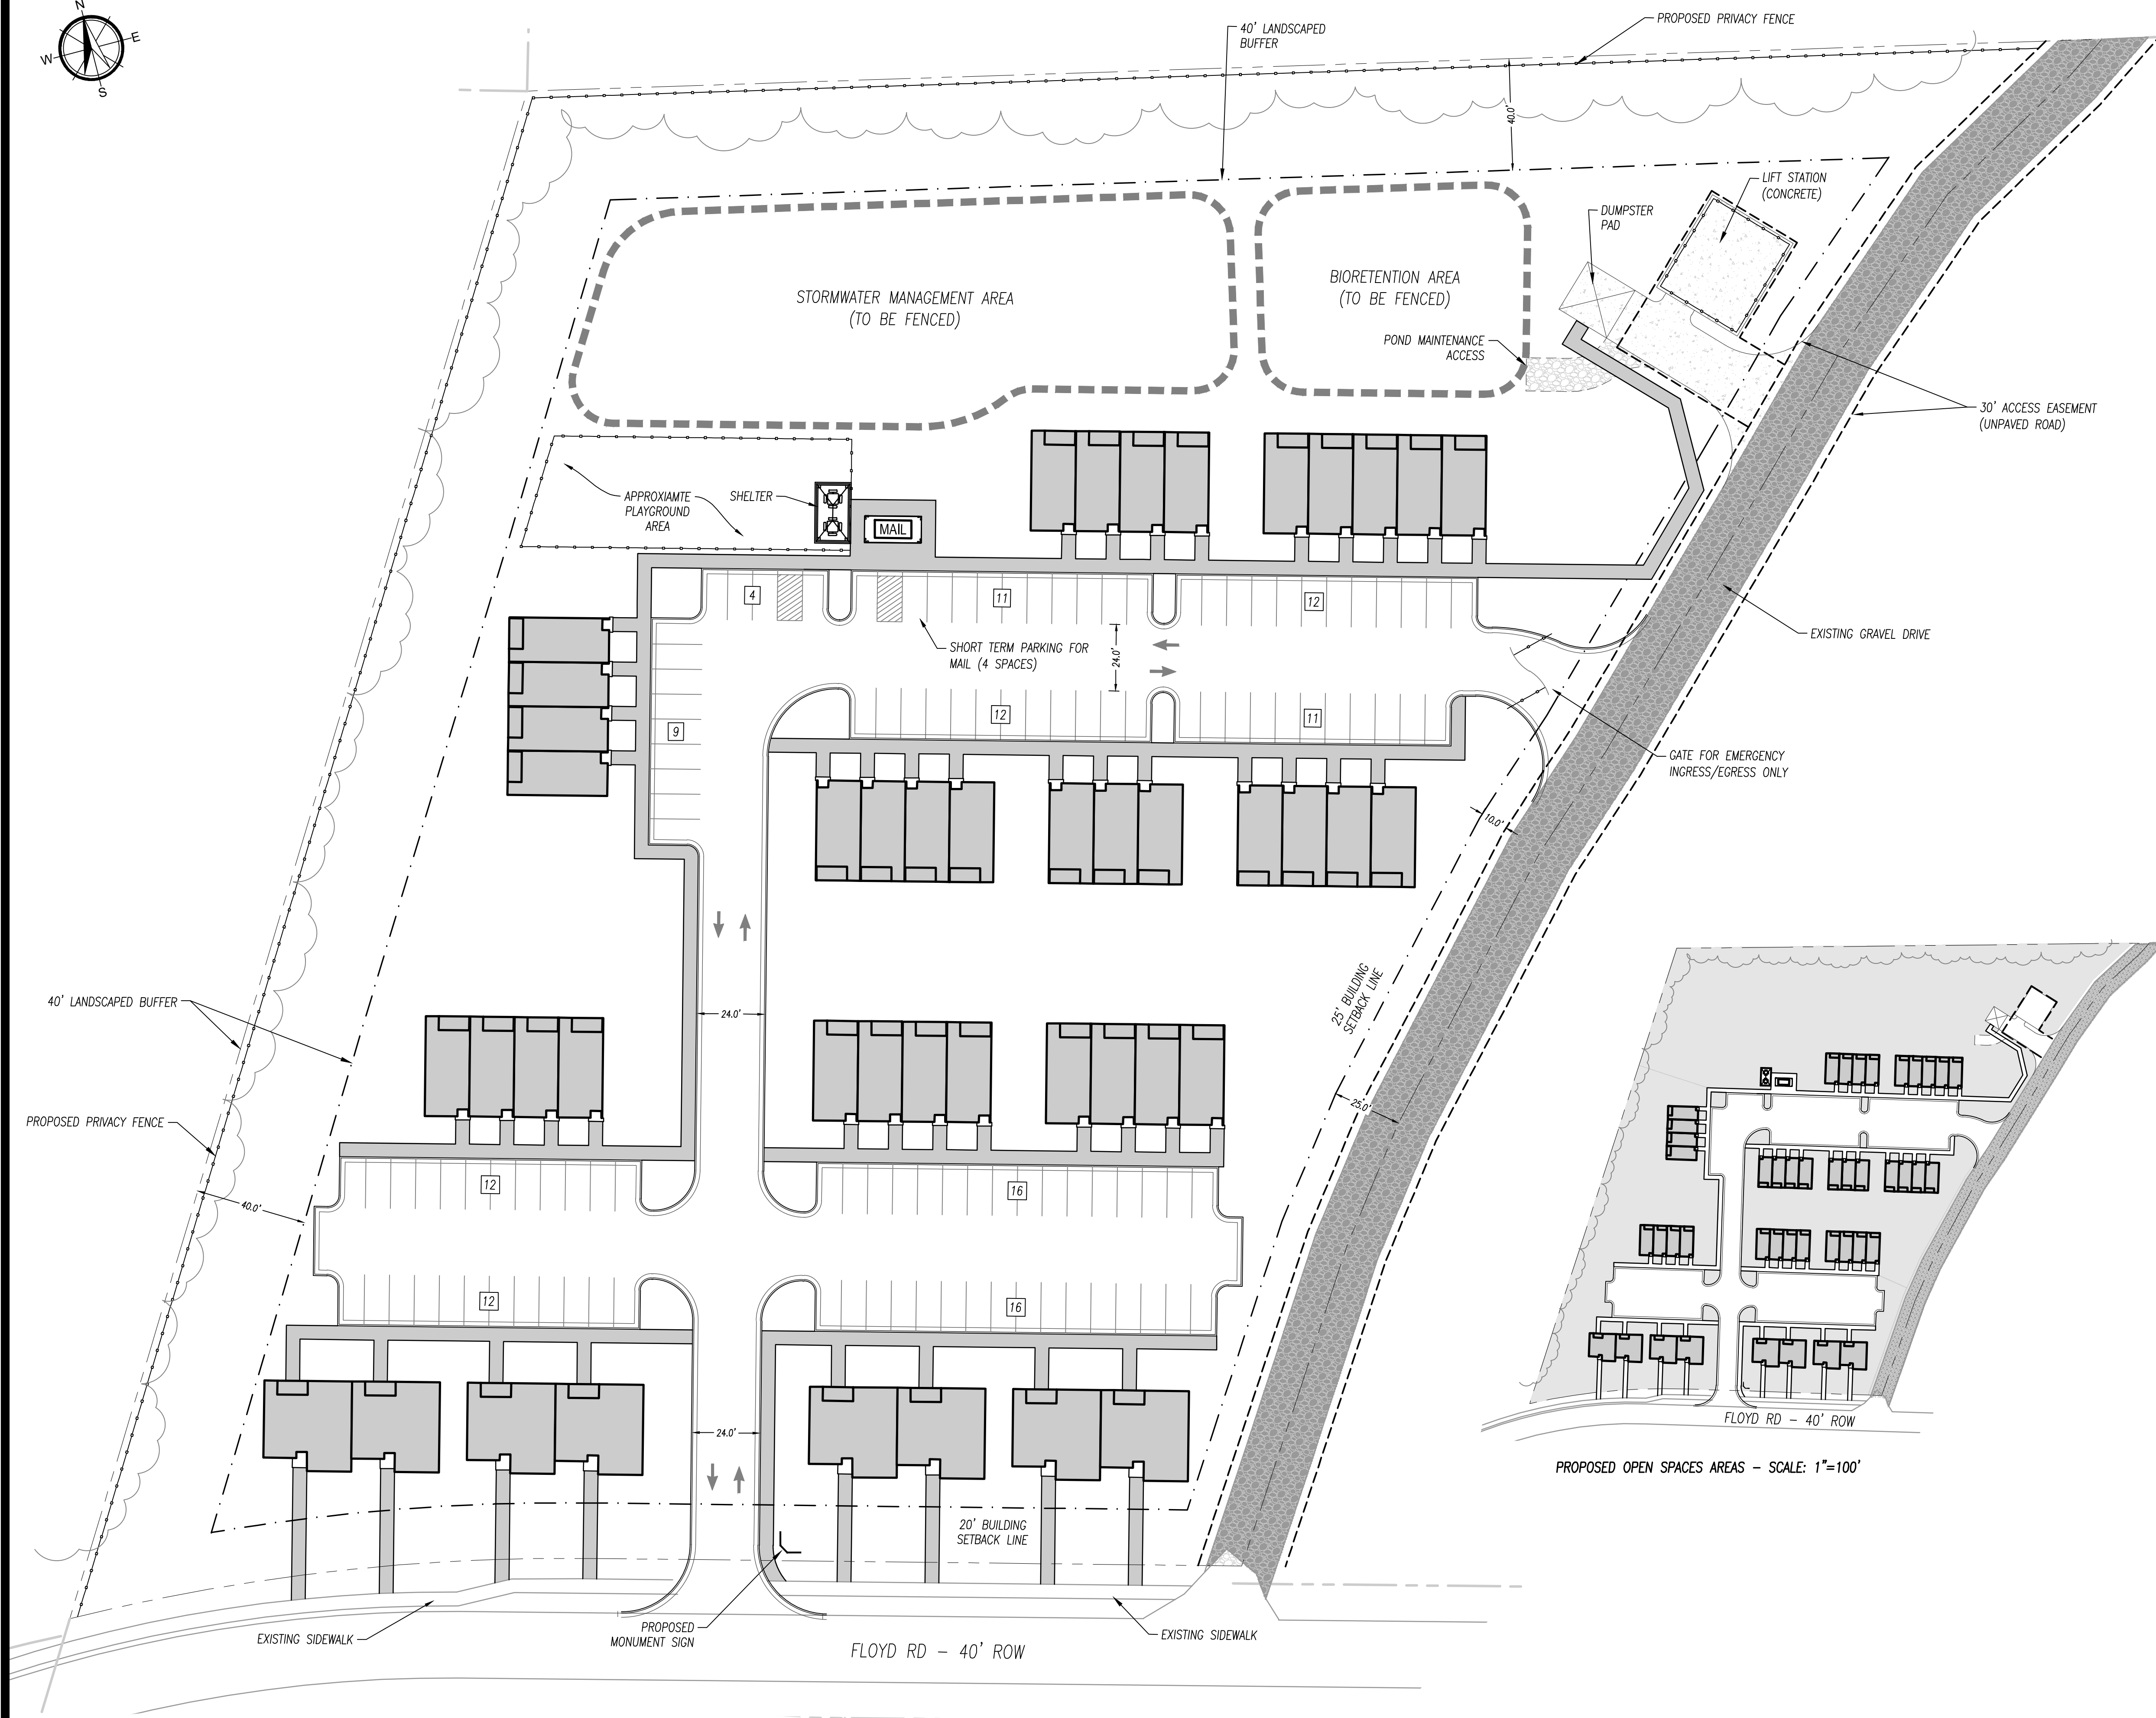 N
W
E
S
40' LANDSCAPED
BUFFER
PROPOSED PRIVACY FENCE
40.0'
LIFT STATION
(CONCRETE)
DUMPSTER
PAD
STORMWATER MANAGEMENT AREA
(TO BE FENCED)
BIORETENTION AREA
(TO BE FENCED)
POND MAINTENANCE
ACCESS
30' ACCESS EASEMENT
(UNPAVED ROAD)
APPROXIAMTE
PLAYGROUND
AREA
SHELTER
MAIL
4
11
12
SHORT TERM PARKING FOR
MAIL (4 SPACES)
24.0'
EXISTING GRAVEL DRIVE
9
12
11
GATE FOR EMERGENCY
INGRESS/EGRESS ONLY
10.0'
40' LANDSCAPED BUFFER
24.0'
25' BUILDING
SETBACK LINE
25.0'
PROPOSED PRIVACY FENCE
40.0'
12
16
12
16
24.0'
20' BUILDING
SETBACK LINE
FLOYD RD - 40' ROW
PROPOSED OPEN SPACES AREAS - SCALE: 1"=100'
EXISTING SIDEWALK
PROPOSED
MONUMENT SIGN
EXISTING SIDEWALK
FLOYD RD - 40' ROW